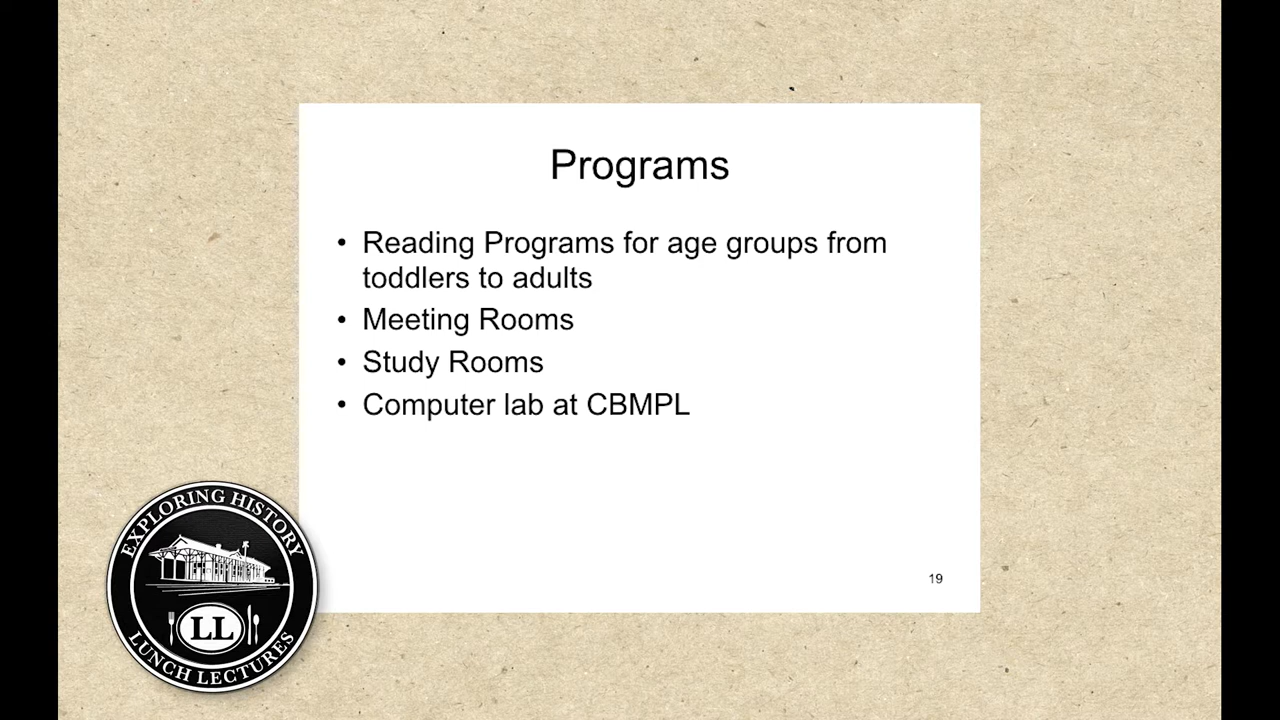 Programs
• Reading Programs for age groups from
toddlers to adults
• Meeting Rooms
• Study Rooms
• Computer lab at CBMPL
19
EXPLORING HISTORY
LL
LUNCH LECTURES